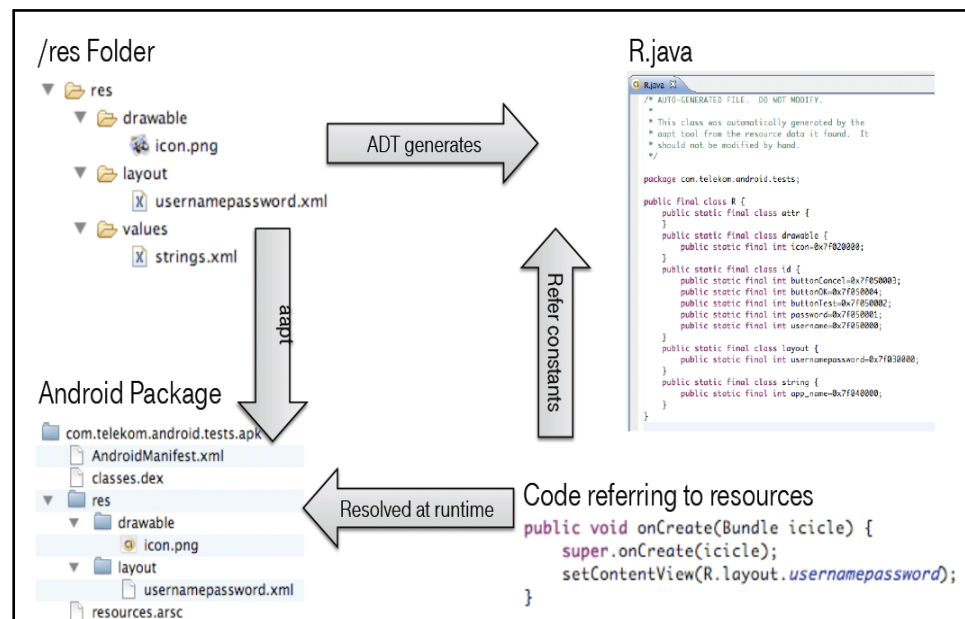 /res Folder
res
drawable
icon.png
layout
usernamepassword.xml
values
strings.xml
ADT generates
R.java
R.java
/* AUTO-GENERATED FILE.  DO NOT MODIFY.
 *
 * This class was automatically generated by the
 * aapt tool from the resource data it found.  It
 * should not be modified by hand.
 */
package com.telekom.android.tests;
public final class R {
    public static final class attr {
    }
    public static final class drawable {
        public static final int icon=0x7f020000;
    }
    public static final class id {
        public static final int buttonCancel=0x7f050003;
        public static final int buttonOK=0x7f050004;
        public static final int buttonTest=0x7f050002;
        public static final int password=0x7f050001;
        public static final int username=0x7f050000;
    }
    public static final class layout {
        public static final int usernamepassword=0x7f030000;
    }
    public static final class string {
        public static final int app_name=0x7f040000;
    }
}
aapt
Refer constants
Android Package
com.telekom.android.tests.apk
AndroidManifest.xml
classes.dex
res
drawable
icon.png
layout
usernamepassword.xml
resources.arsc
Resolved at runtime
Code referring to resources
public void onCreate(Bundle icicle) {
    super.onCreate(icicle);
    setContentView(R.layout.usernamepassword);
}